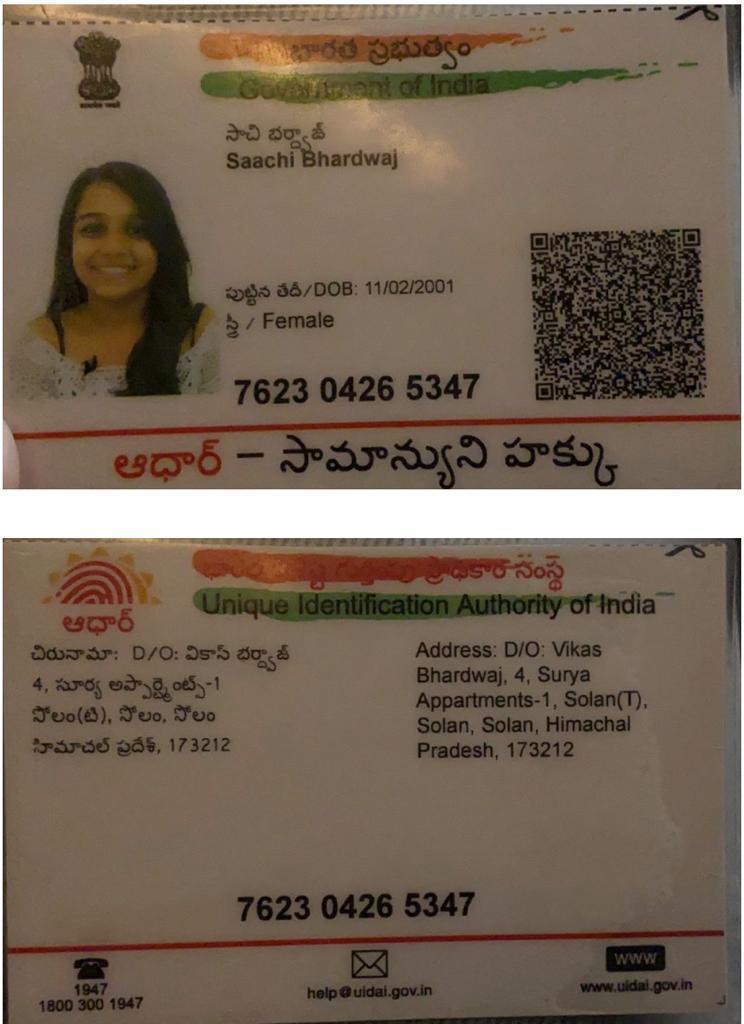 భారత ప్రభుత్వం
Government of India
సాచి భర్ద్వాజ్
Saachi Bhardwaj
పుట్టిన తేదీ/DOB: 11/02/2001
స్త్రీ / Female
7623 0426 5347
ఆధార్ – సామాన్యుని హక్కు
ప్రాధికార సంస్థ
Unique Identification Authority of India
ఆధార్
చిరునామా: D/O: వికాస్ భర్ద్వాజ్
4, సూర్య అప్పార్ట్మెంట్స్-1
సోలం(టి), సోలం, సోలం
హిమాచల్ ప్రదేశ్, 173212
Address: D/O: Vikas
Bhardwaj, 4, Surya
Appartments-1, Solan(T),
Solan, Solan, Himachal
Pradesh, 173212
7623 0426 5347
1947
1800 300 1947
help@uidai.gov.in
www
www.uidai.gov.in